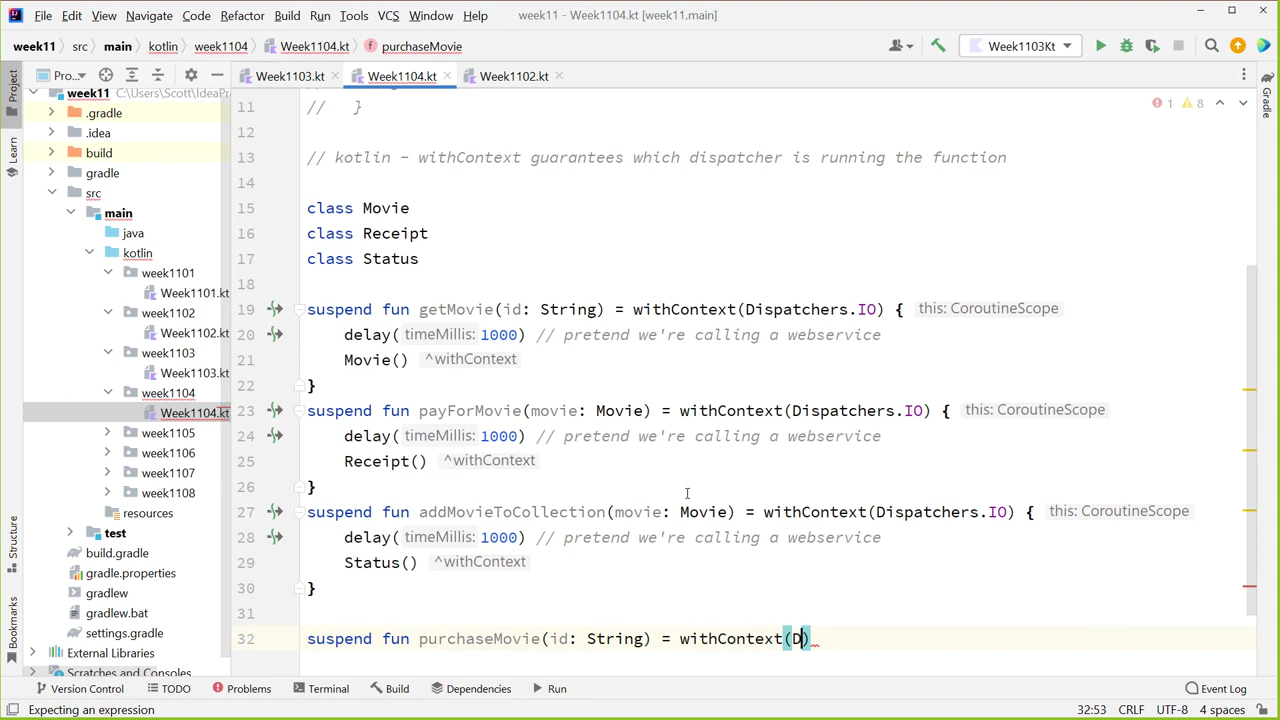 File Edit View Navigate Code Refactor Build Run Tools VCS Window Help week11 - Week1104.kt [week11.main]
week11 src main kotlin week1104 Week1104.kt purchaseMovie Week1103Kt
Pro... Week1103.kt Week1104.kt Week1102.kt
week11 C:\Users\Scott\IdeaPro
.gradle
.idea
build
gradle
src
main
java
kotlin
week1101
Week1101.kt
week1102
Week1102.kt
week1103
Week1103.kt
week1104
Week1104.kt
week1105
week1106
week1107
week1108
resources
test
build.gradle
gradle.properties
gradlew
gradlew.bat
settings.gradle
External Libraries
Scratches and Consoles
Project
Learn
Structure
Bookmarks
1 8
11 // }
12
13 // kotlin - withContext guarantees which dispatcher is running the function
14
15 class Movie
16 class Receipt
17 class Status
18
19 suspend fun getMovie(id: String) = withContext(Dispatchers.IO) { this: CoroutineScope
20 delay( timeMillis: 1000) // pretend we're calling a webservice
21 Movie() ^withContext
22 }
23 suspend fun payForMovie(movie: Movie) = withContext(Dispatchers.IO) { this: CoroutineScope
24 delay( timeMillis: 1000) // pretend we're calling a webservice
25 Receipt() ^withContext
26 }
27 suspend fun addMovieToCollection(movie: Movie) = withContext(Dispatchers.IO) { this: CoroutineScope
28 delay( timeMillis: 1000) // pretend we're calling a webservice
29 Status() ^withContext
30 }
31
32 suspend fun purchaseMovie(id: String) = withContext(D)
Gradle
Version Control TODO Problems Terminal Build Dependencies Run Event Log
Expecting an expression 32:53 CRLF UTF-8 4 spaces